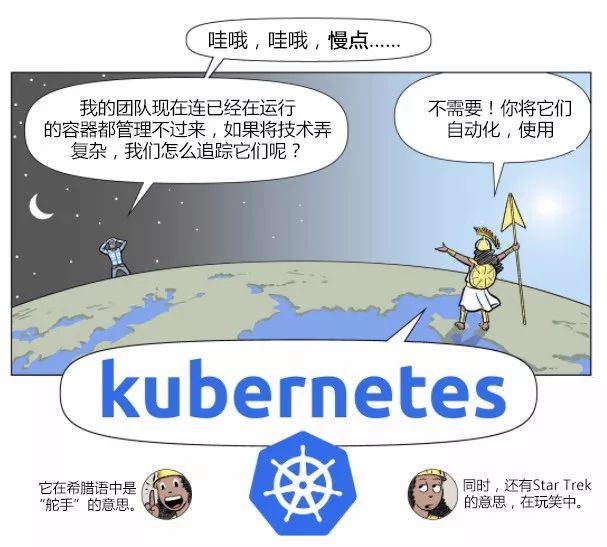 哇哦，哇哦，慢点……
我的团队现在连已经在运行
的容器都管理不过来，如果将技术弄
复杂，我们怎么追踪它们呢？
不需要！你将它们
自动化，使用
kubernetes
它在希腊语中是
“舵手”的意思。
同时，还有Star Trek
的意思，在玩笑中。